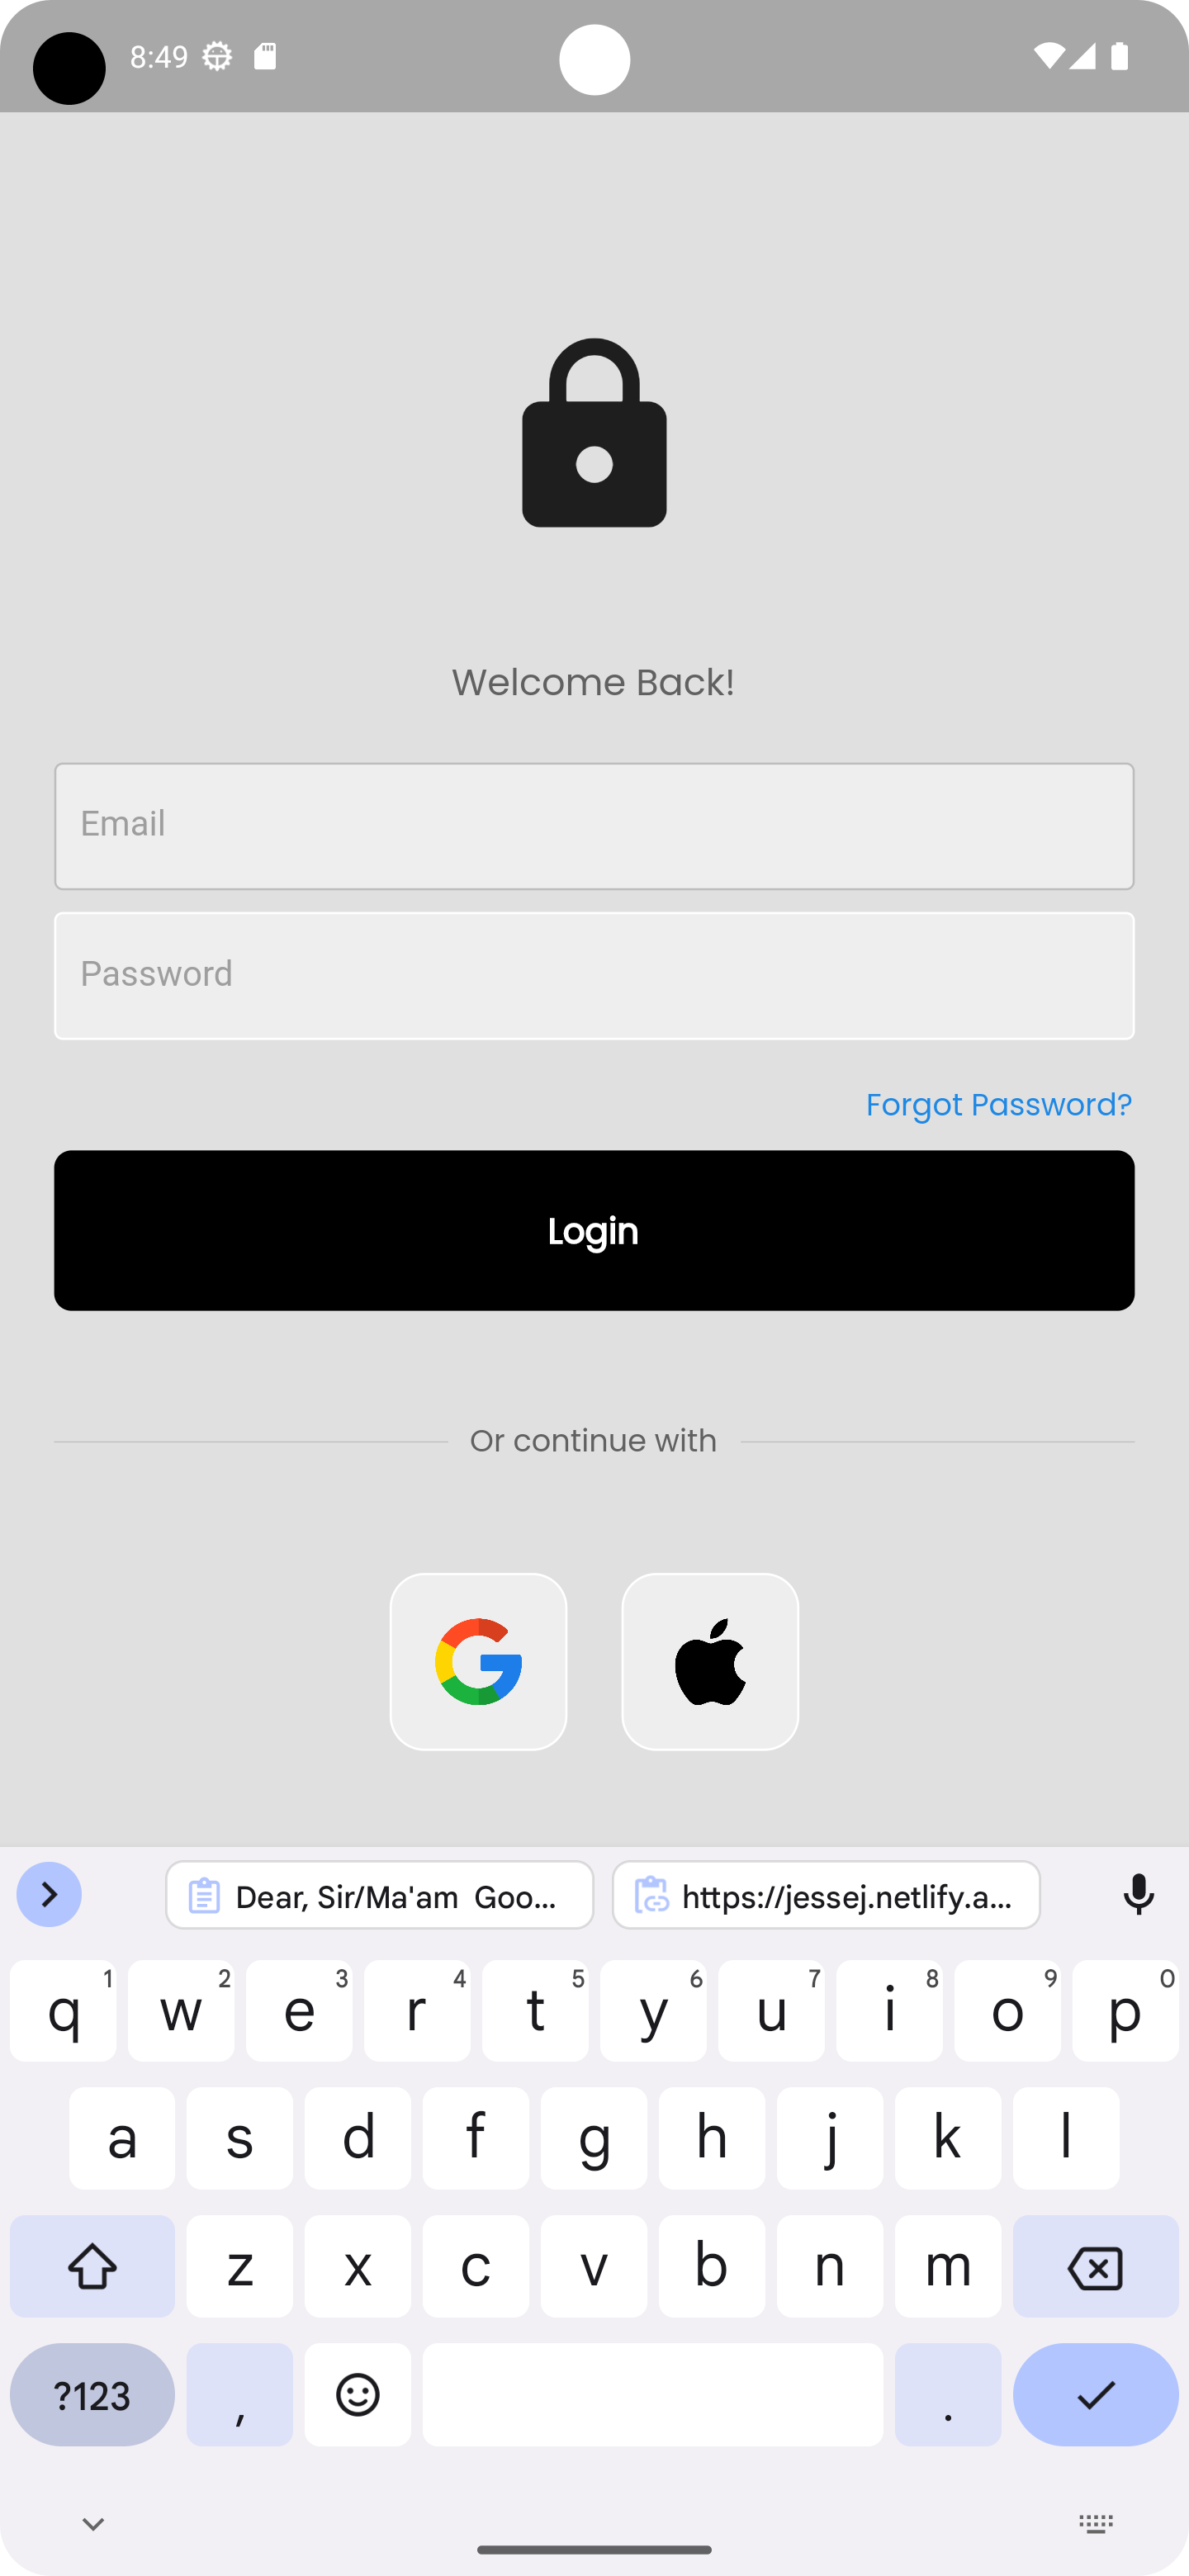 8:49
Welcome Back!
Email
Password
Forgot Password?
Login
Or continue with
Dear, Sir/Ma'am Goo... https://jessej.netlify.a...
q 1 w 2 e 3 r 4 t 5 y 6 u 7 i 8 o 9 p 0
a s d f g h j k l
z x c v b n m
?123 , .